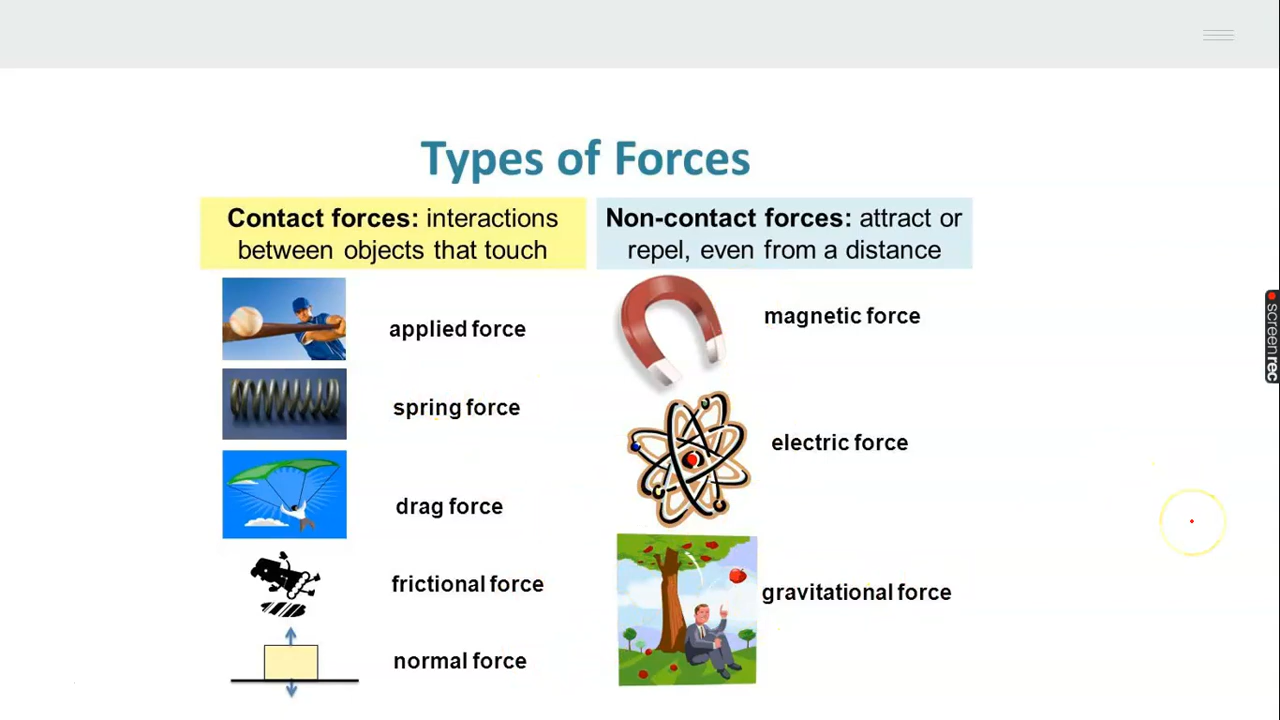 Types of Forces
Contact forces: interactions
between objects that touch
Non-contact forces: attract or
repel, even from a distance
applied force
spring force
drag force
frictional force
normal force
magnetic force
electric force
gravitational force
screenrec